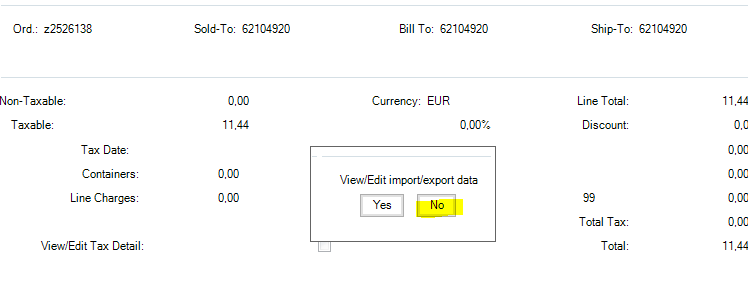 Ord.: z2526138 Sold-To: 62104920 Bill To: 62104920 Ship-To: 62104920
Non-Taxable: 0,00 Currency: EUR Line Total: 11,44
Taxable: 11,44 0,00% Discount: 0,0
Tax Date: 0,00
Containers: 0,00 0,00
Line Charges: 0,00 99 0,00
Total Tax: 0,00
View/Edit Tax Detail: Total: 11,44
View/Edit import/export data
Yes No